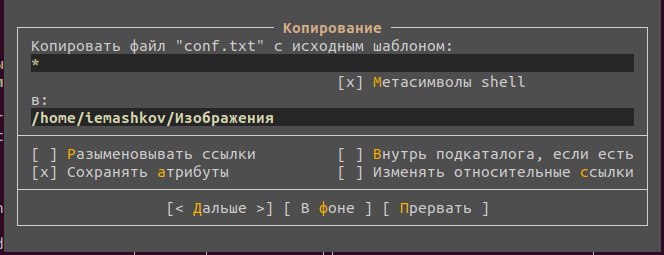 Копирование
Копировать файл "conf.txt" с исходным шаблоном:
*
[x] Метасимволы shell
в:
/home/iemashkov/Изображения
[ ] Разыменовывать ссылки [ ] Внутрь подкаталога, если есть
[x] Сохранять атрибуты [ ] Изменять относительные ссылки
[< Дальше >] [ В фоне ] [ Прервать ]